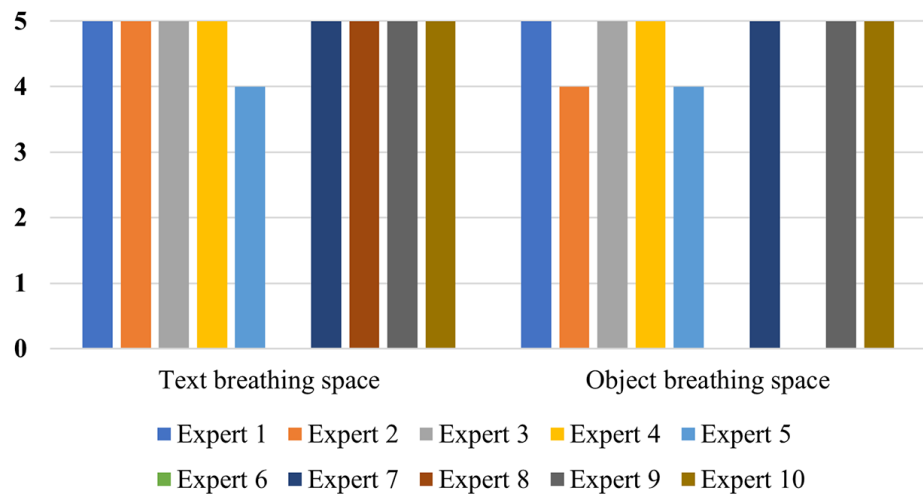 5
4
3
2
1
0
Text breathing space Object breathing space
Expert 1 Expert 2 Expert 3 Expert 4 Expert 5
Expert 6 Expert 7 Expert 8 Expert 9 Expert 10